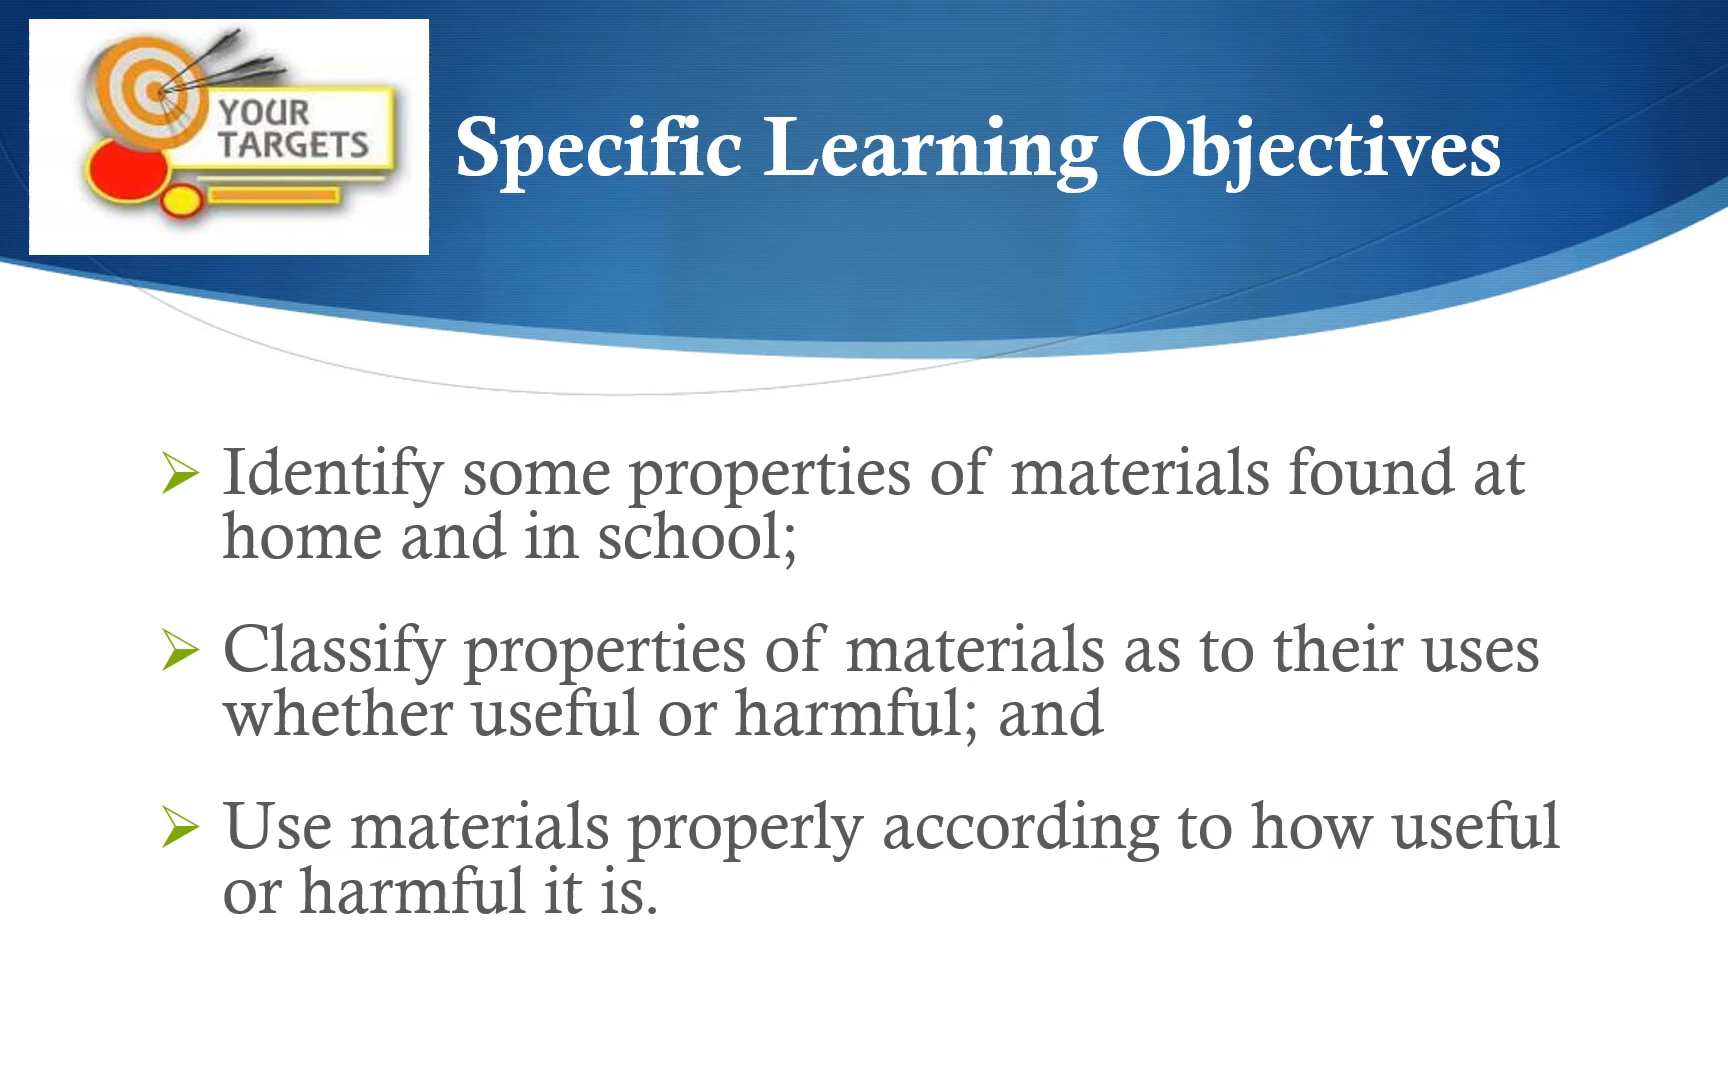 YOUR
TARGETS
Specific Learning Objectives
Identify some properties of materials found at
home and in school;
Classify properties of materials as to their uses
whether useful or harmful; and
Use materials properly according to how useful
or harmful it is.